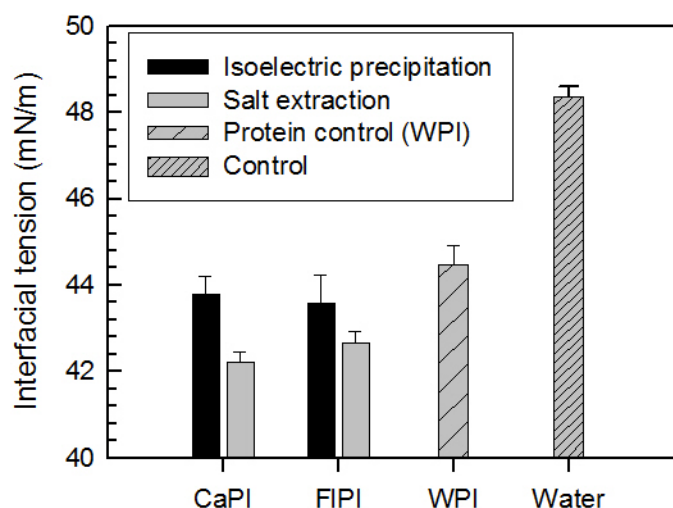 50
48
46
44
42
40
Interfacial tension (mN/m)
Isoelectric precipitation
Salt extraction
Protein control (WPI)
Control
CaPI FIPI WPI Water